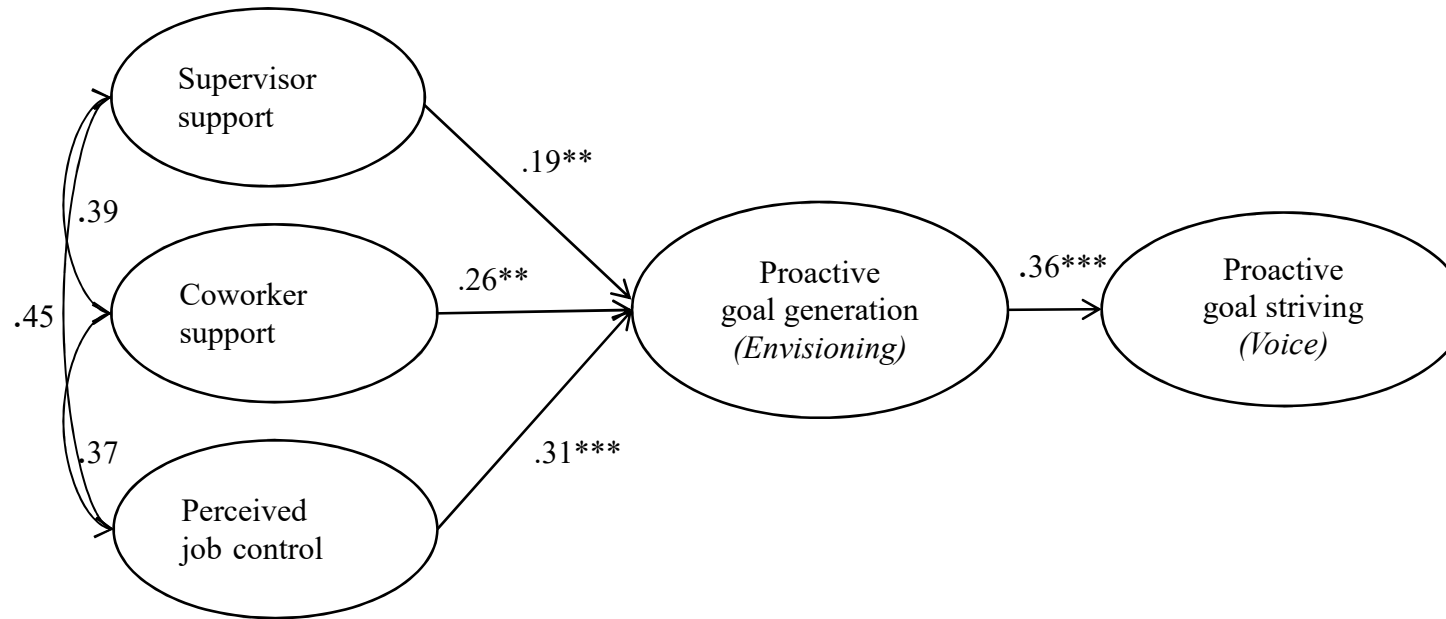 Supervisor
support
.19**
.39
Coworker
support
.26**
.45
Proactive
goal generation
(Envisioning)
.36***
Proactive
goal striving
(Voice)
.37
.31***
Perceived
job control